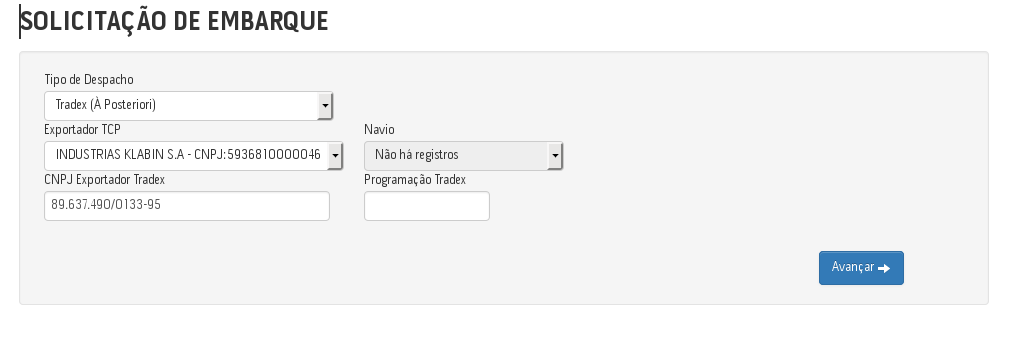 SOLICITAÇÃO DE EMBARQUE
Tipo de Despacho
Tradex (À Posteriori)
Exportador TCP
Navio
INDUSTRIAS KLABIN S.A - CNPJ: 5936810000046
Não há registros
CNPJ Exportador Tradex
Programação Tradex
89.637.490/0133-95
Avançar